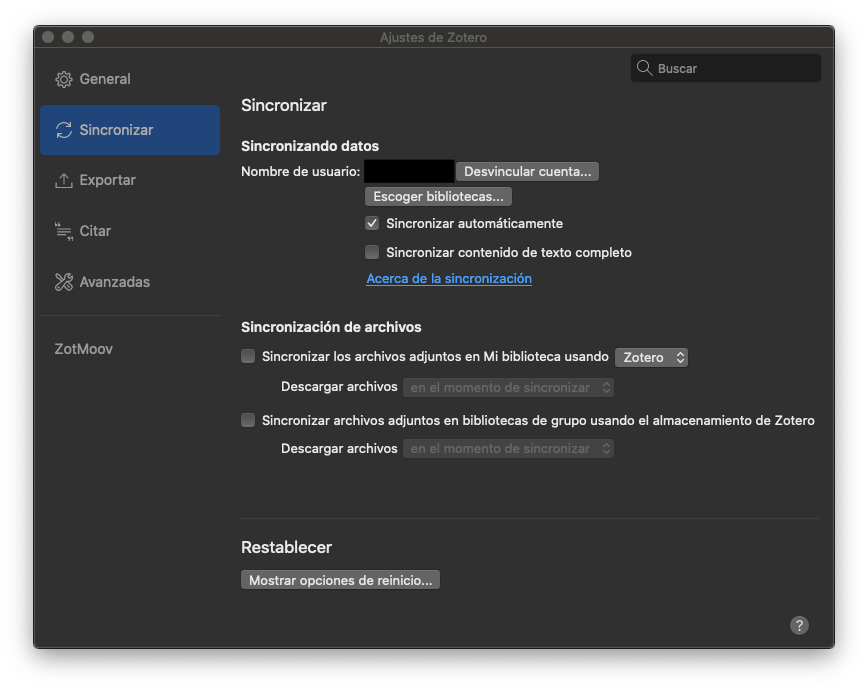 Ajustes de Zotero
Buscar
General
Sincronizar
Exportar
Citar
Avanzadas
ZotMoov
Sincronizar
Sincronizando datos
Nombre de usuario: Desvincular cuenta...
Escoger bibliotecas...
Sincronizar automáticamente
Sincronizar contenido de texto completo
Acerca de la sincronización
Sincronización de archivos
Sincronizar los archivos adjuntos en Mi biblioteca usando Zotero
Descargar archivos en el momento de sincronizar
Sincronizar archivos adjuntos en bibliotecas de grupo usando el almacenamiento de Zotero
Descargar archivos en el momento de sincronizar
Restablecer
Mostrar opciones de reinicio...
?